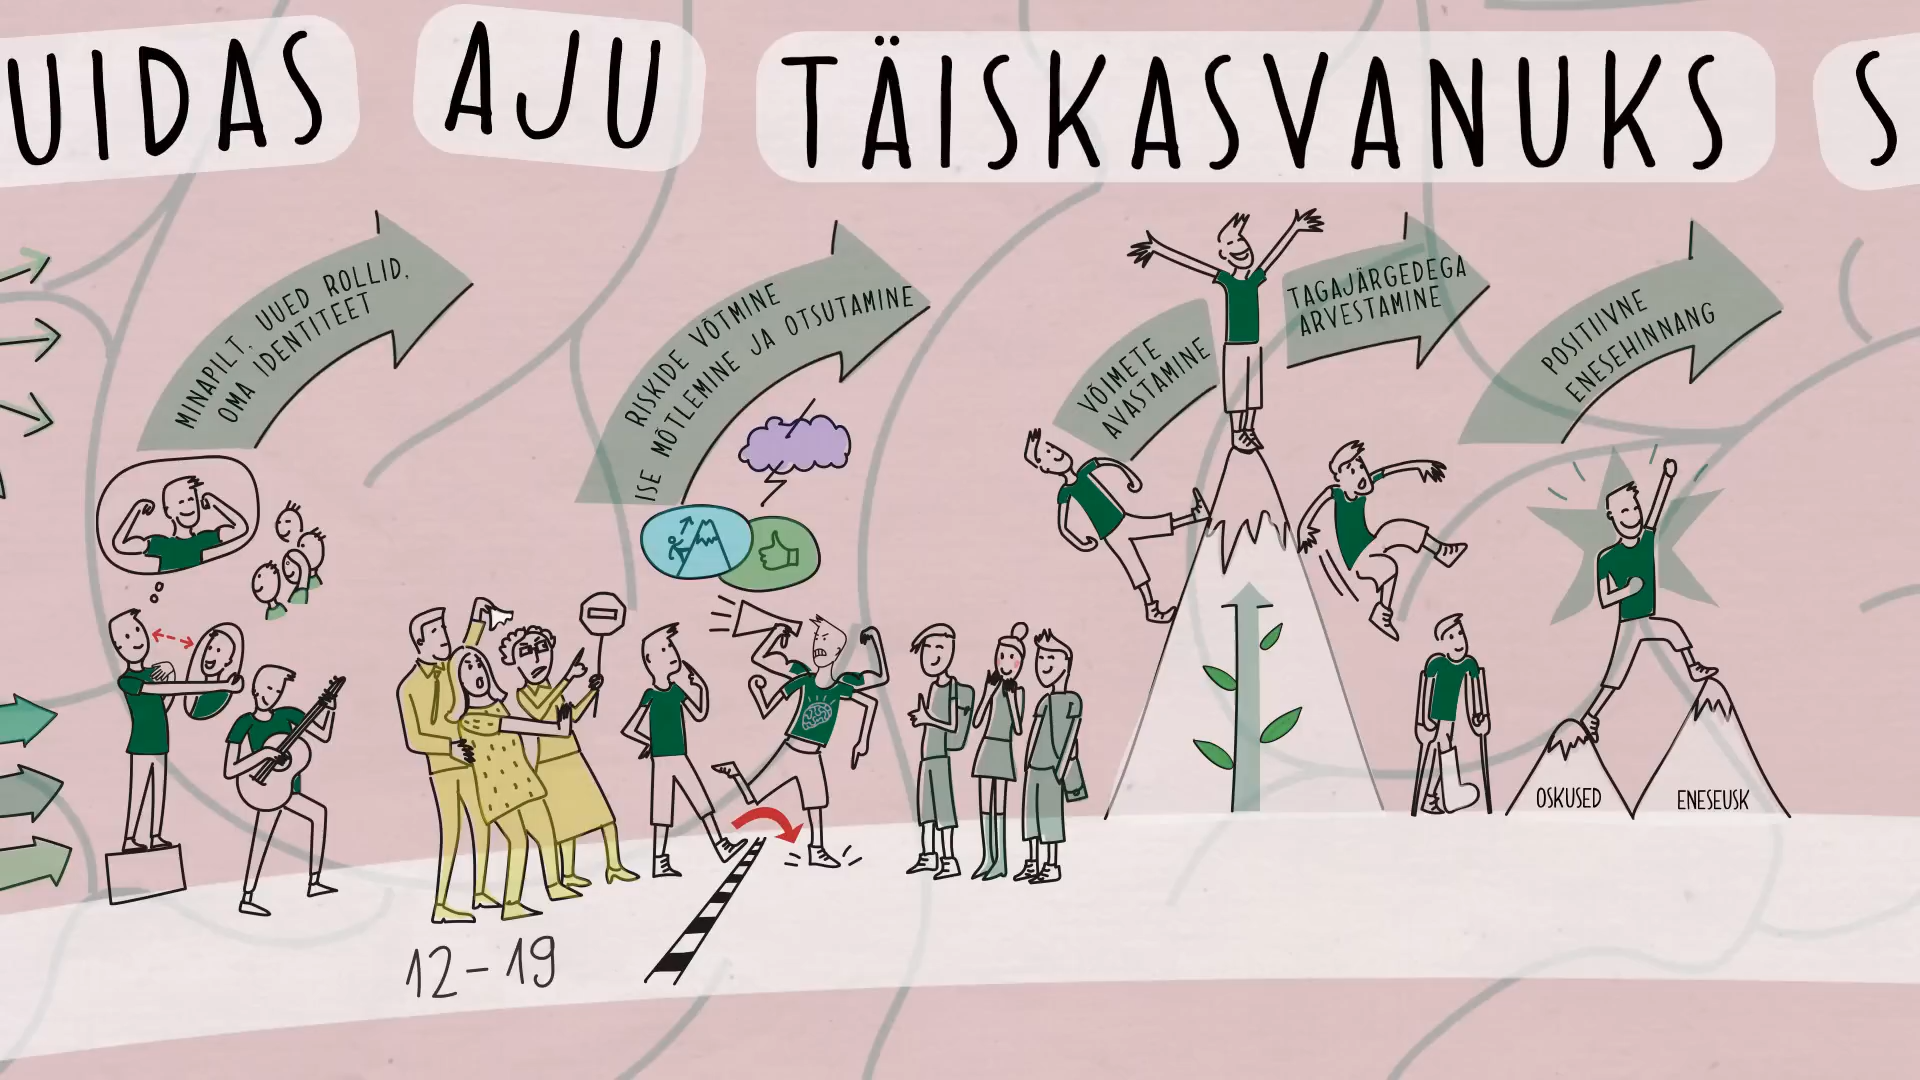 UIDAS AJU TÄISKASVANUKS S
MINAPILT, UUED ROLLID,
OMA IDENTITEET
RISKIDE VÕTMINE
ISE MÕTLEMINE JA OTSUTAMINE
VÕIMETE
AVASTAMINE
TAGAJÄRGEDEGA
ARVESTAMINE
POSITIIVNE
ENESEHINNANG
OSKUSED
ENESEUSK
12-19